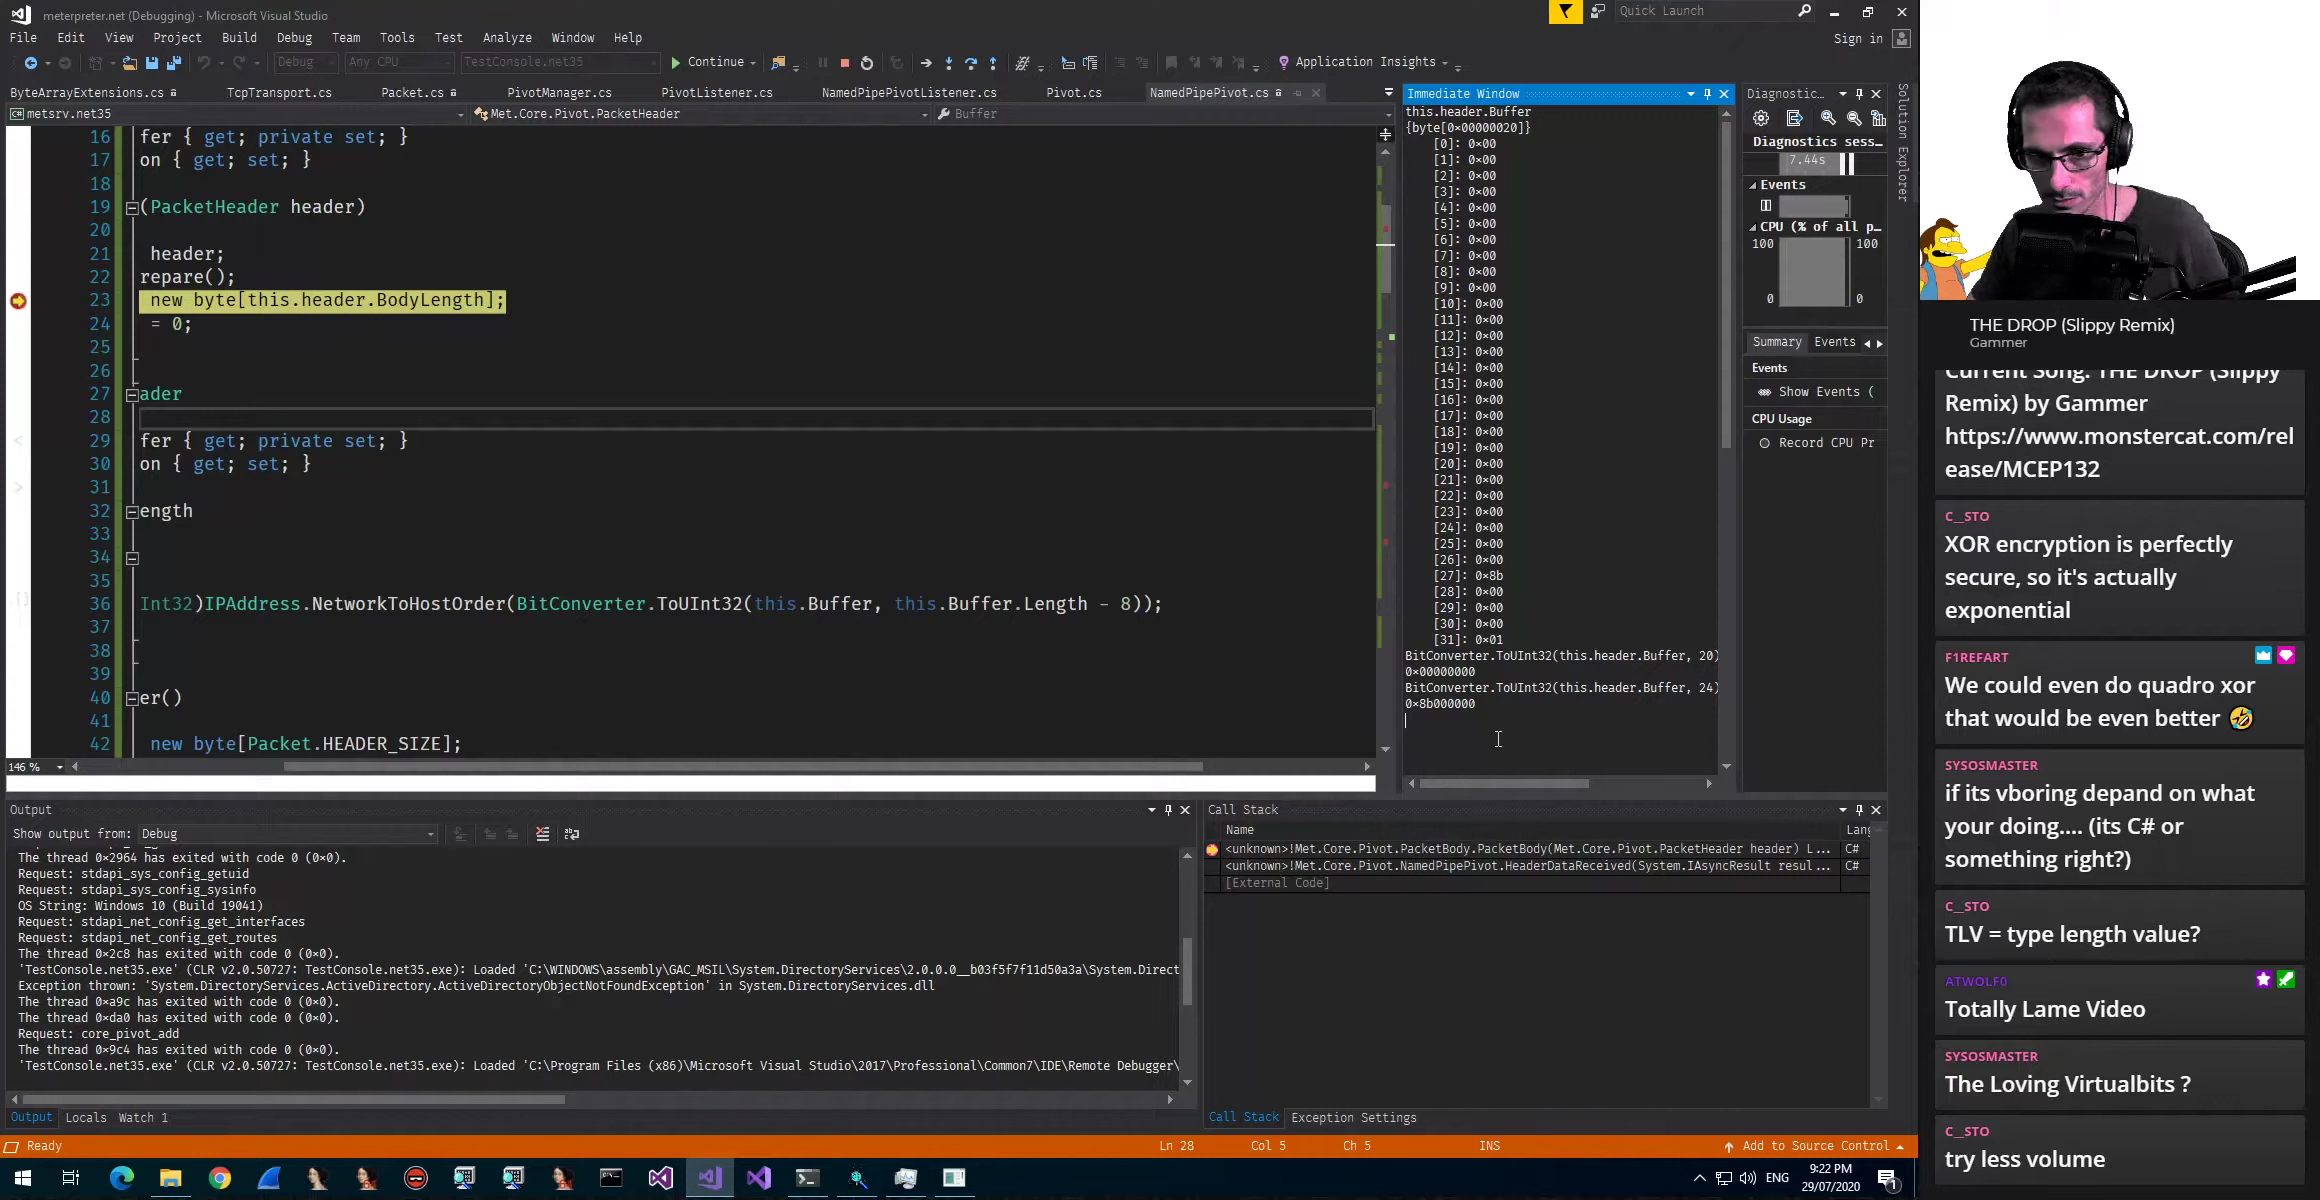 meterpreter.net (Debugging) - Microsoft Visual Studio
Quick Launch
File Edit View Project Build Debug Team Tools Test Analyze Window Help
Sign in
Debug Any CPU TestConsole.net35 Continue Application Insights
ByteArrayExtensions.cs TcpTransport.cs Packet.cs PivotManager.cs PivotListener.cs NamedPipePivotListener.cs Pivot.cs NamedPipePivot.cs
metsrv.net35 Met.Core.Pivot.PacketHeader Buffer
16 fer { get; private set; }
17 on { get; set; }
18
19 (PacketHeader header)
20
21 header;
22 repare();
23 new byte[this.header.BodyLength];
24 = 0;
25
26
27 ader
28
29 fer { get; private set; }
30 on { get; set; }
31
32 ength
33
34
35
36 Int32)IPAddress.NetworkToHostOrder(BitConverter.ToUInt32(this.Buffer, this.Buffer.Length - 8));
37
38
39
40 er()
41
42 new byte[Packet.HEADER_SIZE];
146 %
Immediate Window
this.header.Buffer
{byte[0x00000020]}
[0]: 0x00
[1]: 0x00
[2]: 0x00
[3]: 0x00
[4]: 0x00
[5]: 0x00
[6]: 0x00
[7]: 0x00
[8]: 0x00
[9]: 0x00
[10]: 0x00
[11]: 0x00
[12]: 0x00
[13]: 0x00
[14]: 0x00
[15]: 0x00
[16]: 0x00
[17]: 0x00
[18]: 0x00
[19]: 0x00
[20]: 0x00
[21]: 0x00
[22]: 0x00
[23]: 0x00
[24]: 0x00
[25]: 0x00
[26]: 0x00
[27]: 0x8b
[28]: 0x00
[29]: 0x00
[30]: 0x00
[31]: 0x01
BitConverter.ToUInt32(this.header.Buffer, 20)
0x00000000
BitConverter.ToUInt32(this.header.Buffer, 24)
0x8b000000
Diagnostic...
Diagnostics sess...
7.44s
Events
CPU (% of all p...
100 100
0 0
Summary Events
Events
Show Events (
CPU Usage
Record CPU Pr
Solution Explorer
Output
Show output from: Debug
The thread 0x2964 has exited with code 0 (0x0).
Request: stdapi_sys_config_getuid
Request: stdapi_sys_config_sysinfo
OS String: Windows 10 (Build 19041)
Request: stdapi_net_config_get_interfaces
Request: stdapi_net_config_get_routes
The thread 0x2c8 has exited with code 0 (0x0).
'TestConsole.net35.exe' (CLR v2.0.50727: TestConsole.net35.exe): Loaded 'C:\WINDOWS\assembly\GAC_MSIL\System.DirectoryServices\2.0.0.0__b03f5f7f11d50a3a\System.Direct
Exception thrown: 'System.DirectoryServices.ActiveDirectory.ActiveDirectoryObjectNotFoundException' in System.DirectoryServices.dll
The thread 0xa9c has exited with code 0 (0x0).
The thread 0xda0 has exited with code 0 (0x0).
Request: core_pivot_add
The thread 0x9c4 has exited with code 0 (0x0).
'TestConsole.net35.exe' (CLR v2.0.50727: TestConsole.net35.exe): Loaded 'C:\Program Files (x86)\Microsoft Visual Studio\2017\Professional\Common7\IDE\Remote Debugger\
Output Locals Watch 1
Call Stack
Name Lang
<unknown>!Met.Core.Pivot.PacketBody.PacketBody(Met.Core.Pivot.PacketHeader header) L... C#
<unknown>!Met.Core.Pivot.NamedPipePivot.HeaderDataReceived(System.IAsyncResult resul... C#
[External Code]
Call Stack Exception Settings
Ready Ln 28 Col 5 Ch 5 INS Add to Source Control
ENG
9:22 PM
29/07/2020
1
THE DROP (Slippy Remix)
Gammer
Current Song: THE DROP (Slippy
Remix) by Gammer
https://www.monstercat.com/rel
ease/MCEP132
C__STO
XOR encryption is perfectly
secure, so it's actually
exponential
F1REFART
We could even do quadro xor
that would be even better
SYSOSMASTER
if its vboring depand on what
your doing.... (its C# or
something right?)
C__STO
TLV = type length value?
ATWOLF0
Totally Lame Video
SYSOSMASTER
The Loving Virtualbits ?
C__STO
try less volume